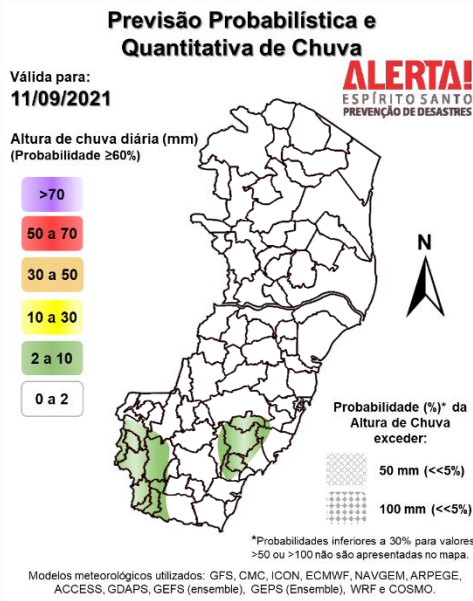 Previsão Probabilística e
Quantitativa de Chuva
Válida para:
11/09/2021
ALERTA!
ESPÍRITO SANTO
PREVENÇÃO DE DESASTRES
Altura de chuva diária (mm)
(Probabilidade ≥60%)
>70
50 a 70
30 a 50
10 a 30
2 a 10
0 a 2
N
Probabilidade (%)* da
Altura de Chuva
exceder:
50 mm (<<5%)
100 mm (<<5%)
*Probabilidades inferiores a 30% para valores
>50 ou >100 não são apresentadas no mapa.
Modelos meteorológicos utilizados: GFS, CMC, ICON, ECMWF, NAVGEM, ARPEGE,
ACCESS, GDAPS, GEFS (ensemble), GEPS (Ensemble), WRF e COSMO.